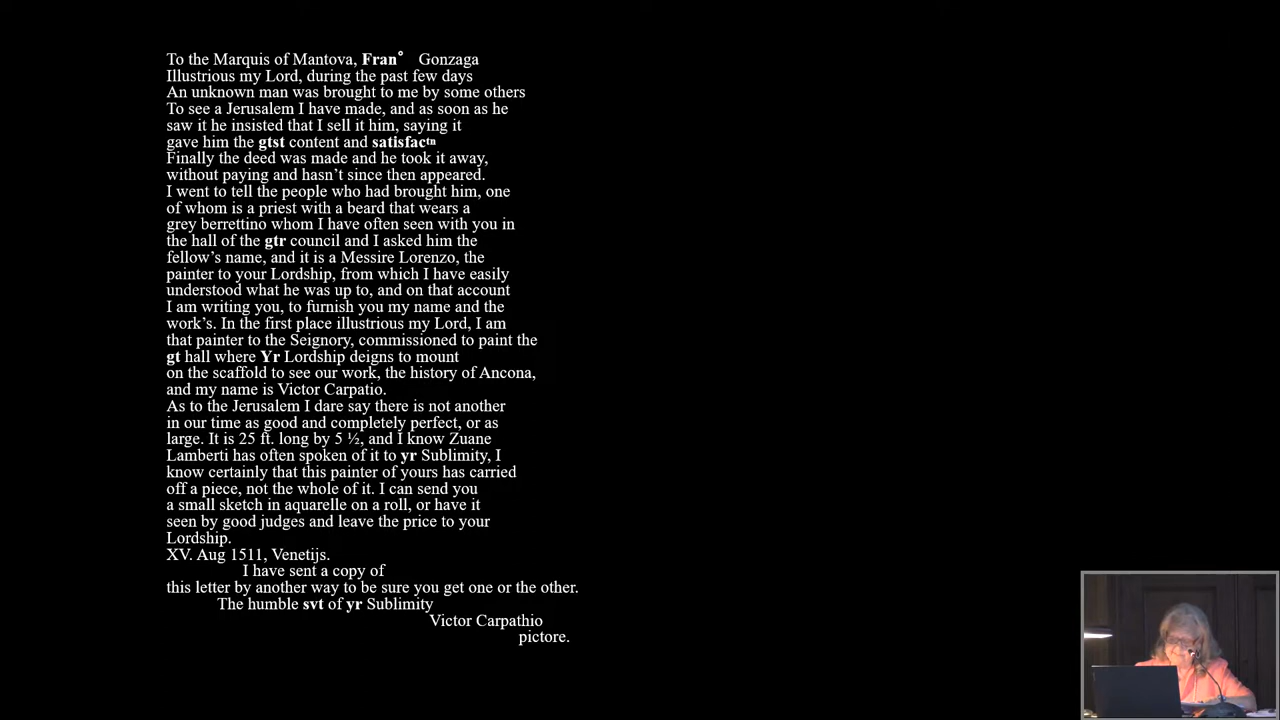 To the Marquis of Mantova, Fran° Gonzaga
Illustrious my Lord, during the past few days
An unknown man was brought to me by some others
To see a Jerusalem I have made, and as soon as he
saw it he insisted that I sell it him, saying it
gave him the gtst content and satisfacᵗⁿ
Finally the deed was made and he took it away,
without paying and hasn’t since then appeared.
I went to tell the people who had brought him, one
of whom is a priest with a beard that wears a
grey berrettino whom I have often seen with you in
the hall of the gtr council and I asked him the
fellow’s name, and it is a Messire Lorenzo, the
painter to your Lordship, from which I have easily
understood what he was up to, and on that account
I am writing you, to furnish you my name and the
work’s. In the first place illustrious my Lord, I am
that painter to the Seignory, commissioned to paint the
gt hall where Yr Lordship deigns to mount
on the scaffold to see our work, the history of Ancona,
and my name is Victor Carpatio.
As to the Jerusalem I dare say there is not another
in our time as good and completely perfect, or as
large. It is 25 ft. long by 5 ½, and I know Zuane
Lamberti has often spoken of it to yr Sublimity, I
know certainly that this painter of yours has carried
off a piece, not the whole of it. I can send you
a small sketch in aquarelle on a roll, or have it
seen by good judges and leave the price to your
Lordship.
XV. Aug 1511, Venetijs.
I have sent a copy of
this letter by another way to be sure you get one or the other.
The humble svt of yr Sublimity
Victor Carpathio
pictore.